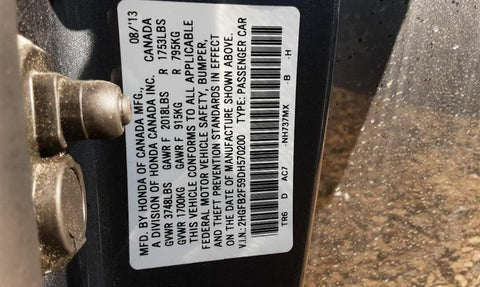 MFD. BY HONDA OF CANADA MFG., 08/'13
A DIVISION OF HONDA CANADA INC. CANADA
GVWR 3748LBS GAWR F 2018LBS R 1753LBS
GVWR 1700KG GAWR F 915KG R 795KG
THIS VEHICLE CONFORMS TO ALL APPLICABLE
FEDERAL MOTOR VEHICLE SAFETY, BUMPER,
AND THEFT PREVENTION STANDARDS IN EFFECT
ON THE DATE OF MANUFACTURE SHOWN ABOVE.
V.I.N.: 2HGFB2F59DH570200 TYPE: PASSENGER CAR
TR6 D AC7 -NH737MX -B -H